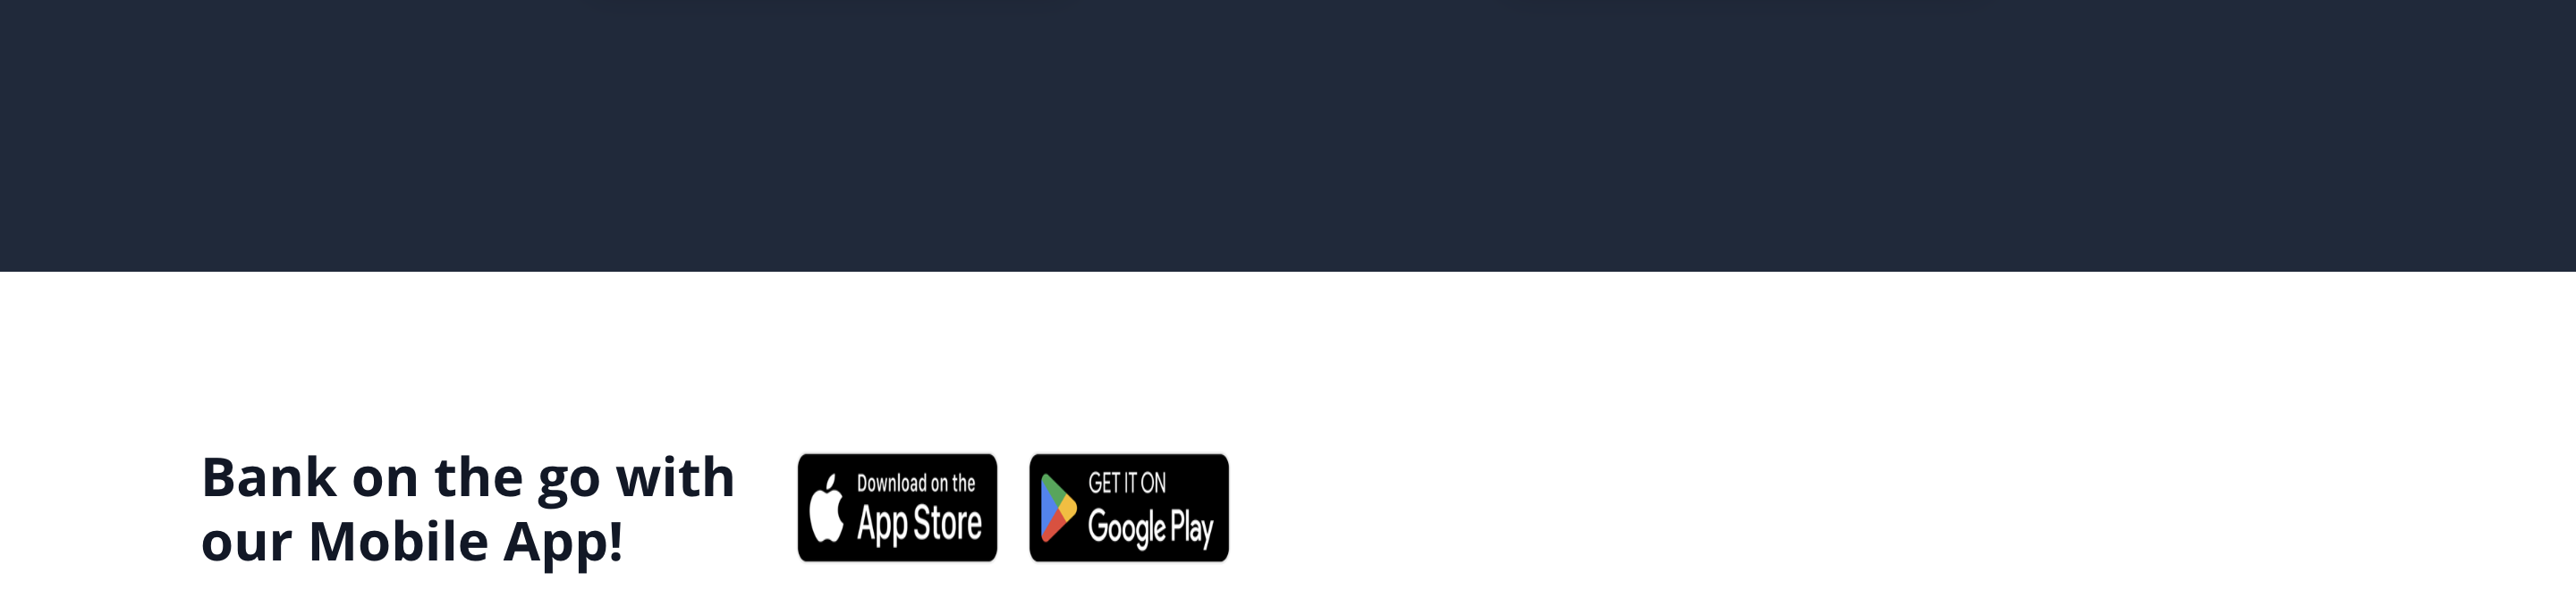 Bank on the go with
our Mobile App!
Download on the
App Store
GET IT ON
Google Play